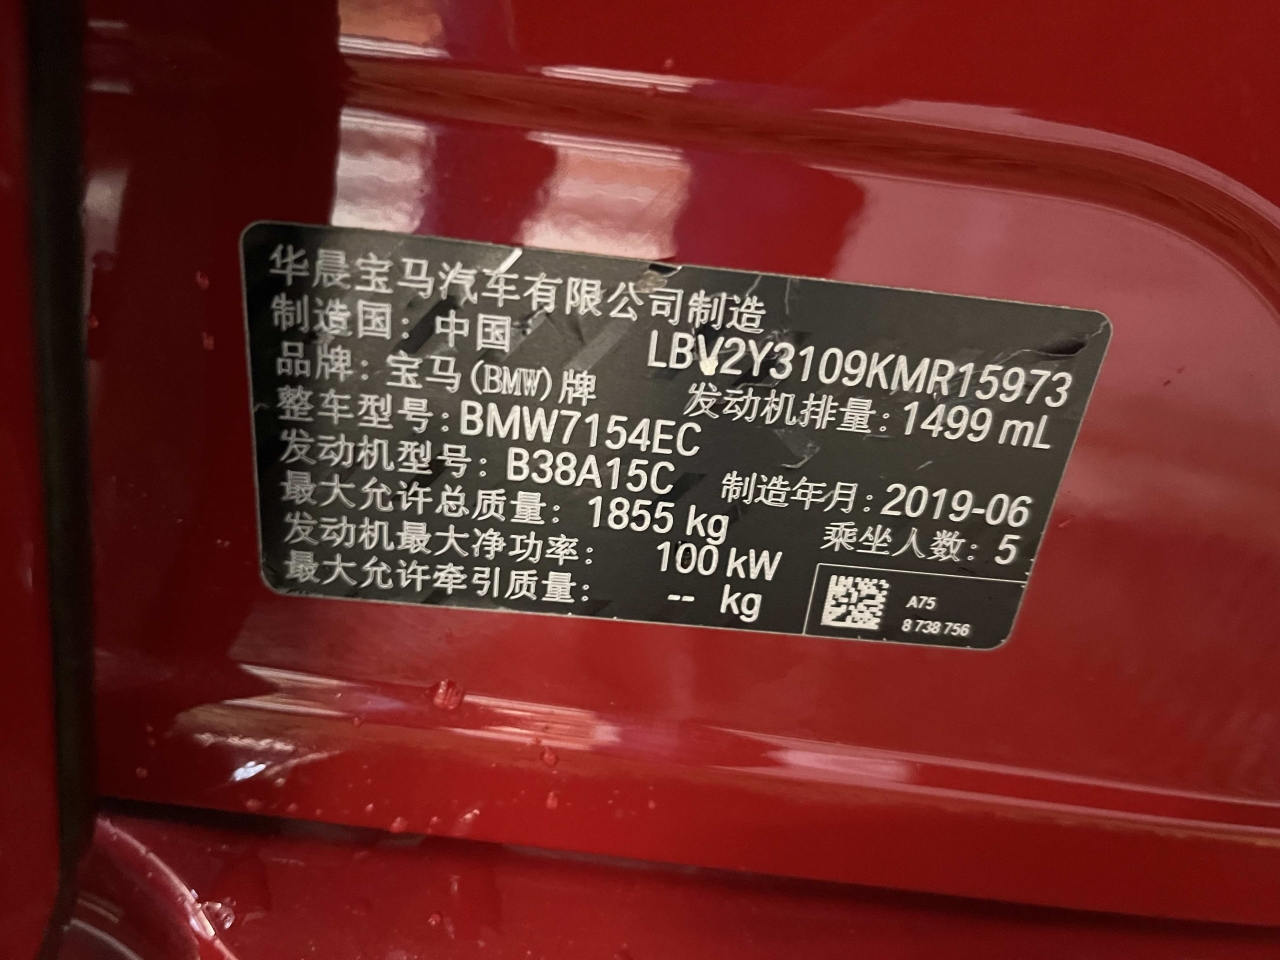 华晨宝马汽车有限公司制造
制造国：中国
LBV2Y3109KMR15973
品牌：宝马(BMW)牌
发动机排量：1499 mL
整车型号：BMW7154EC
发动机型号：B38A15C
制造年月：2019-06
最大允许总质量：1855 kg
乘坐人数：5
发动机最大净功率：100 kW
最大允许牵引质量：-- kg
A75
8 738 756